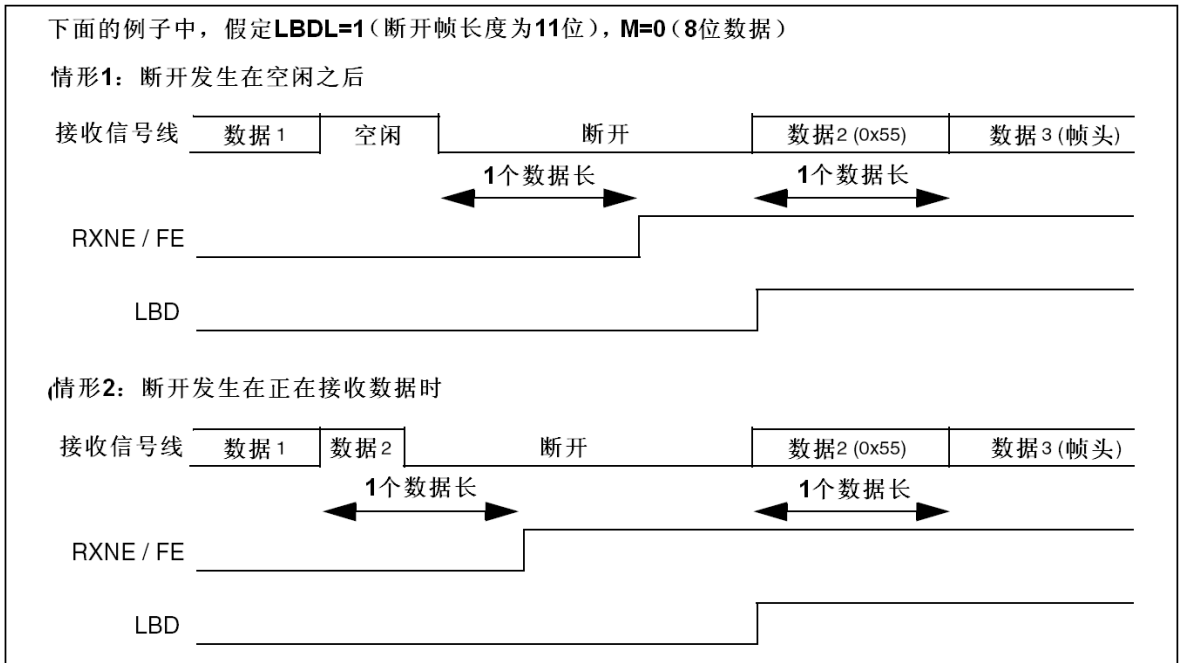 下面的例子中，假定LBDL=1（断开帧长度为11位），M=0（8位数据）
情形1：断开发生在空闲之后
接收信号线 数据1 空闲 断开 数据2 (0x55) 数据3 (帧头)
1个数据长 1个数据长
RXNE / FE
LBD
情形2：断开发生在正在接收数据时
接收信号线 数据1 数据2 断开 数据2 (0x55) 数据3 (帧头)
1个数据长 1个数据长
RXNE / FE
LBD